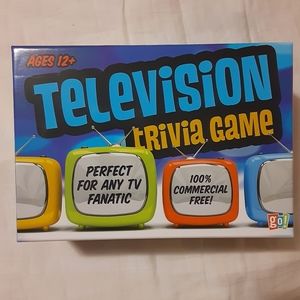 AGES 12+
TELEVISION
TRIVIA GAME
PERFECT
FOR ANY TV
FANATIC
100%
COMMERCIAL
FREE!
go!